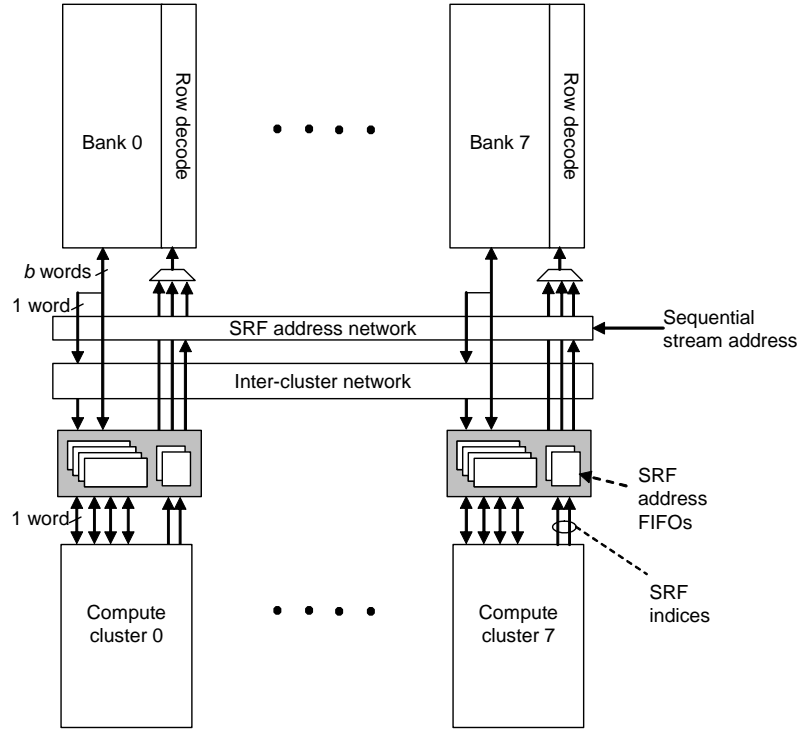 Bank 0
Row decode
Bank 7
Row decode
b words
1 word
SRF address network
Sequential
stream address
Inter-cluster network
1 word
SRF
address
FIFOs
Compute
cluster 0
Compute
cluster 7
SRF
indices